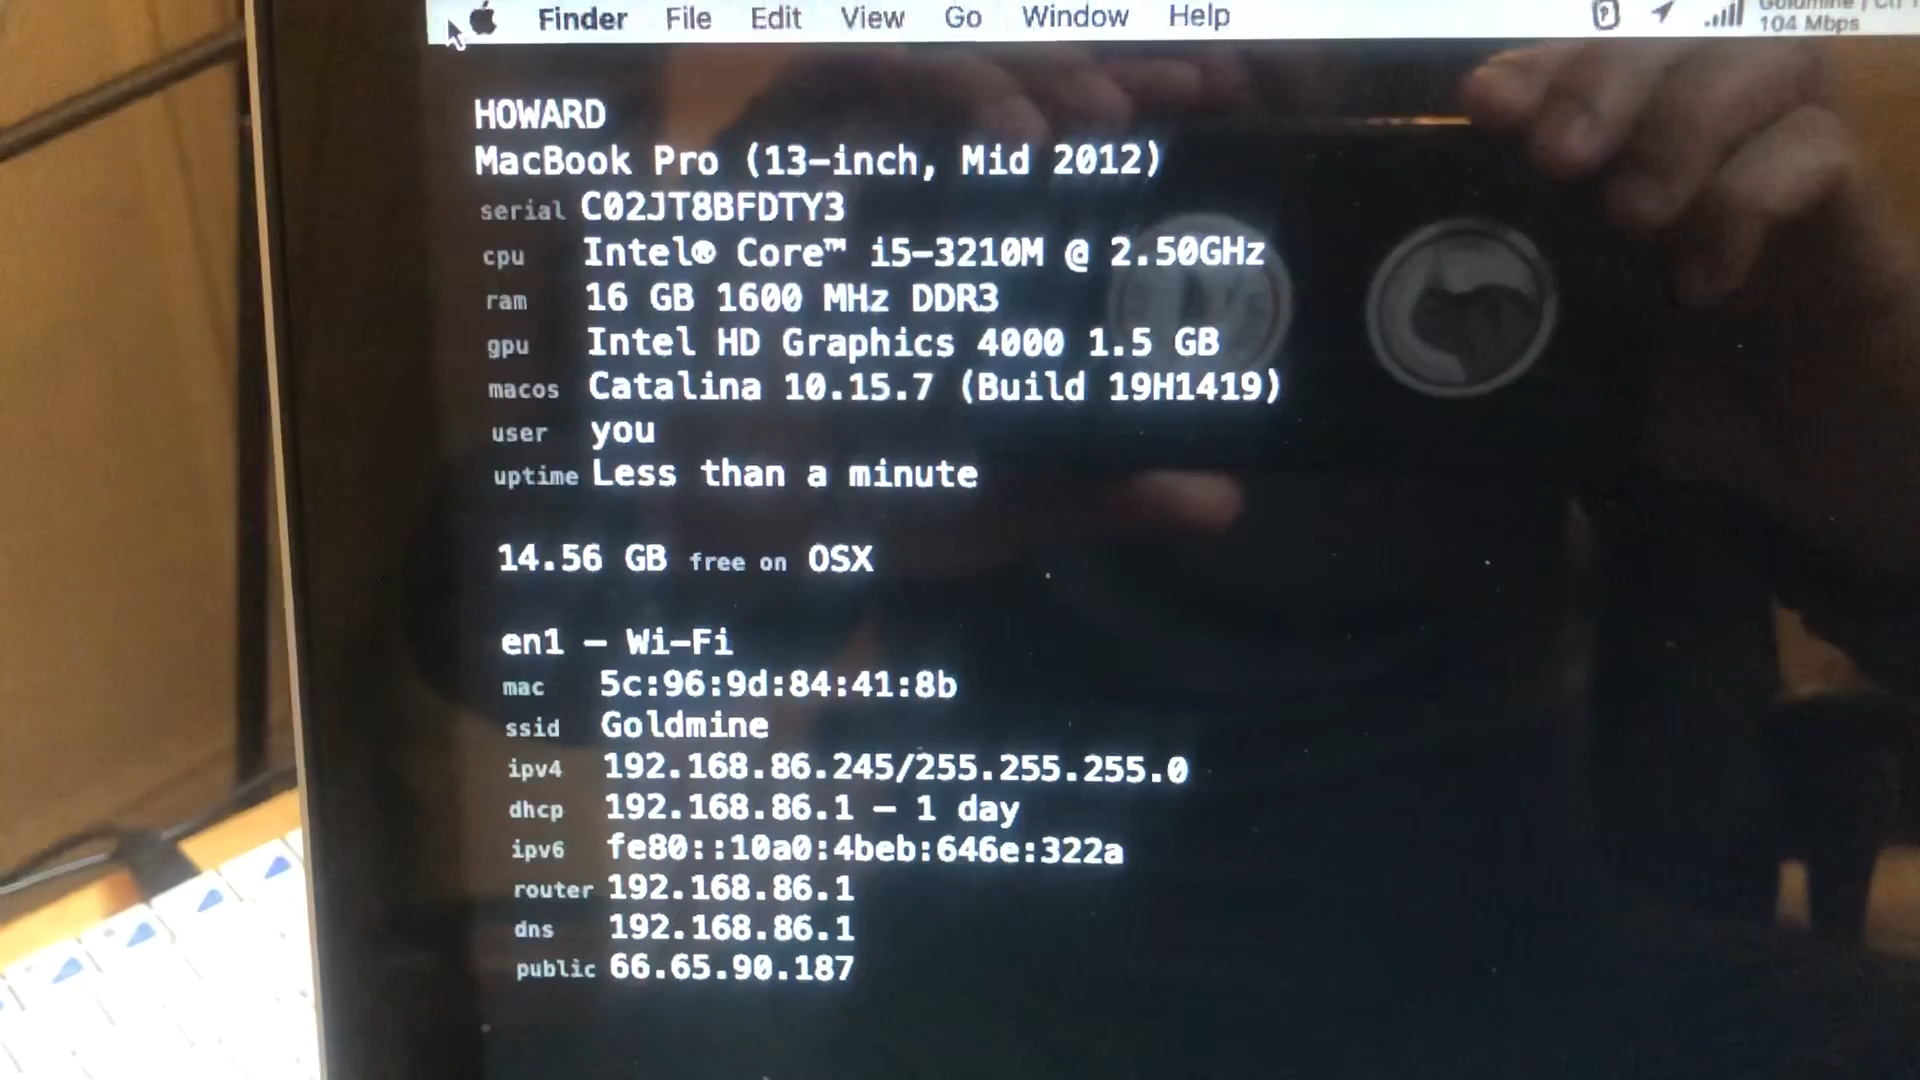 Finder File Edit View Go Window Help
104 Mbps
HOWARD
MacBook Pro (13-inch, Mid 2012)
serial C02JT8BFDTY3
cpu Intel® Core™ i5-3210M @ 2.50GHz
ram 16 GB 1600 MHz DDR3
gpu Intel HD Graphics 4000 1.5 GB
macos Catalina 10.15.7 (Build 19H1419)
user you
uptime Less than a minute
14.56 GB free on OSX
en1 – Wi-Fi
mac 5c:96:9d:84:41:8b
ssid Goldmine
ipv4 192.168.86.245/255.255.255.0
dhcp 192.168.86.1 – 1 day
ipv6 fe80::10a0:4beb:646e:322a
router 192.168.86.1
dns 192.168.86.1
public 66.65.90.187